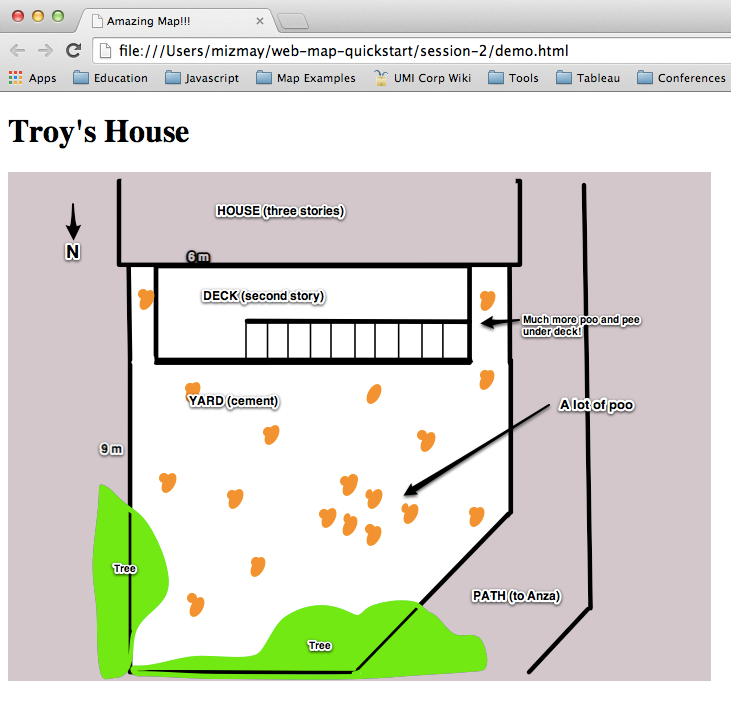 Amazing Map!!!
file:///Users/mizmay/web-map-quickstart/session-2/demo.html
Apps Education Javascript Map Examples UMI Corp Wiki Tools Tableau Conferences
Troy's House
HOUSE (three stories)
N
6 m
DECK (second story)
Much more poo and pee
under deck!
YARD (cement)
A lot of poo
9 m
Tree
PATH (to Anza)
Tree